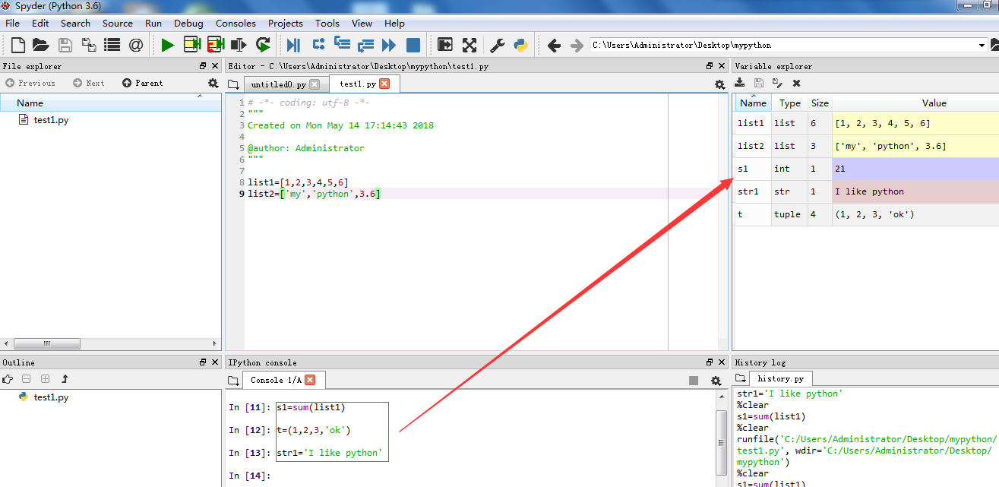 Spyder (Python 3.6)
File Edit Search Source Run Debug Consoles Projects Tools View Help
C:\Users\Administrator\Desktop\mypython
File explorer
Previous Next Parent
Name
test1.py
Editor - C:\Users\Administrator\Desktop\mypython\test1.py
untitled0.py test1.py
1 # -*- coding: utf-8 -*-
2 """
3 Created on Mon May 14 17:14:43 2018
4
5 @author: Administrator
6 """
7
8 list1=[1,2,3,4,5,6]
9 list2=['my','python',3.6]
Variable explorer
Name Type Size Value
list1 list 6 [1, 2, 3, 4, 5, 6]
list2 list 3 ['my', 'python', 3.6]
s1 int 1 21
str1 str 1 I like python
t tuple 4 (1, 2, 3, 'ok')
Outline
test1.py
IPython console
Console 1/A
In [11]: s1=sum(list1)
In [12]: t=(1,2,3,'ok')
In [13]: str1='I like python'
In [14]:
History log
history.py
str1='I like python'
%clear
s1=sum(list1)
%clear
runfile('C:/Users/Administrator/Desktop/mypython/
test1.py', wdir='C:/Users/Administrator/Desktop/
mypython')
%clear
s1=sum(list1)